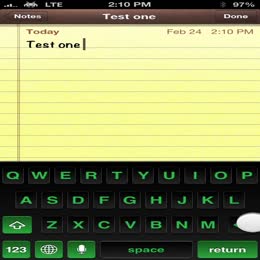 LTE 2:10 PM 97%
Notes Test one Done
Today Feb 24 2:10 PM
Test one
Q W E R T Y U I O P
A S D F G H J K L
Z X C V B N M
123 space return